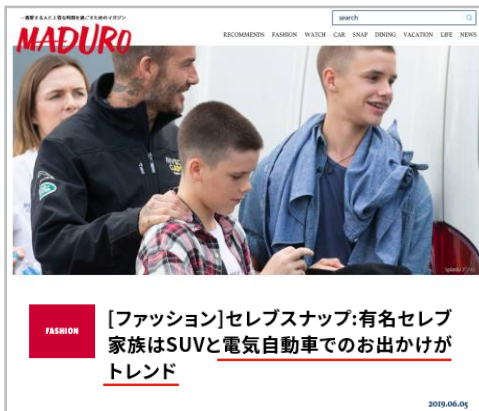 一番愛する人と上質な時間を過ごすためのマガジン
MADURO
search
RECOMMENDS FASHION WATCH CAR SNAP DINING VACATION LIFE NEWS
FASHION
[ファッション]セレブスナップ:有名セレブ
家族はSUVと電気自動車でのお出かけが
トレンド
2019.06.05